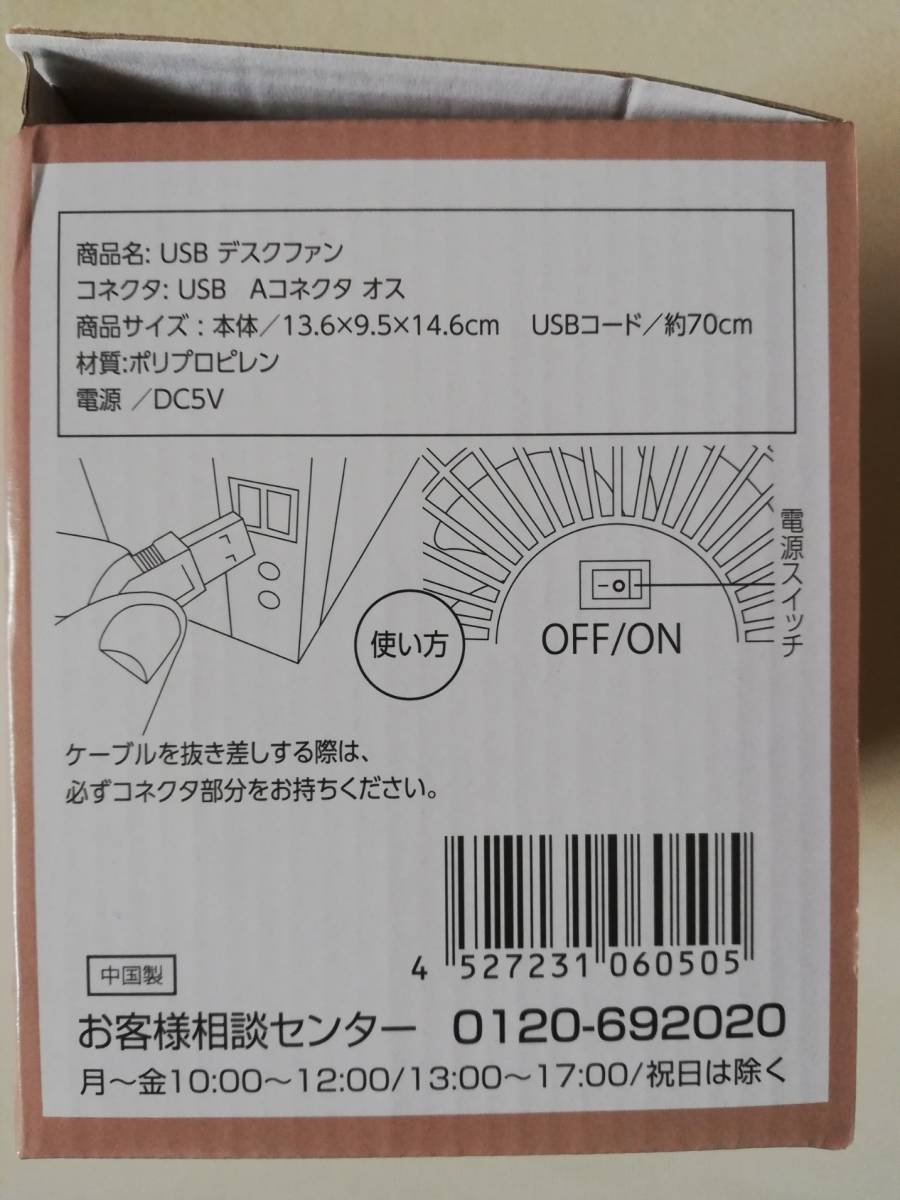 商品名: USB デスクファン
コネクタ: USB Aコネクタ オス
商品サイズ : 本体/13.6×9.5×14.6cm USBコード/約70cm
材質:ポリプロピレン
電源 /DC5V
電源スイッチ
使い方
OFF/ON
ケーブルを抜き差しする際は、
必ずコネクタ部分をお持ちください。
4 527231 060505
中国製
お客様相談センター 0120-692020
月～金10:00～12:00/13:00～17:00/祝日は除く